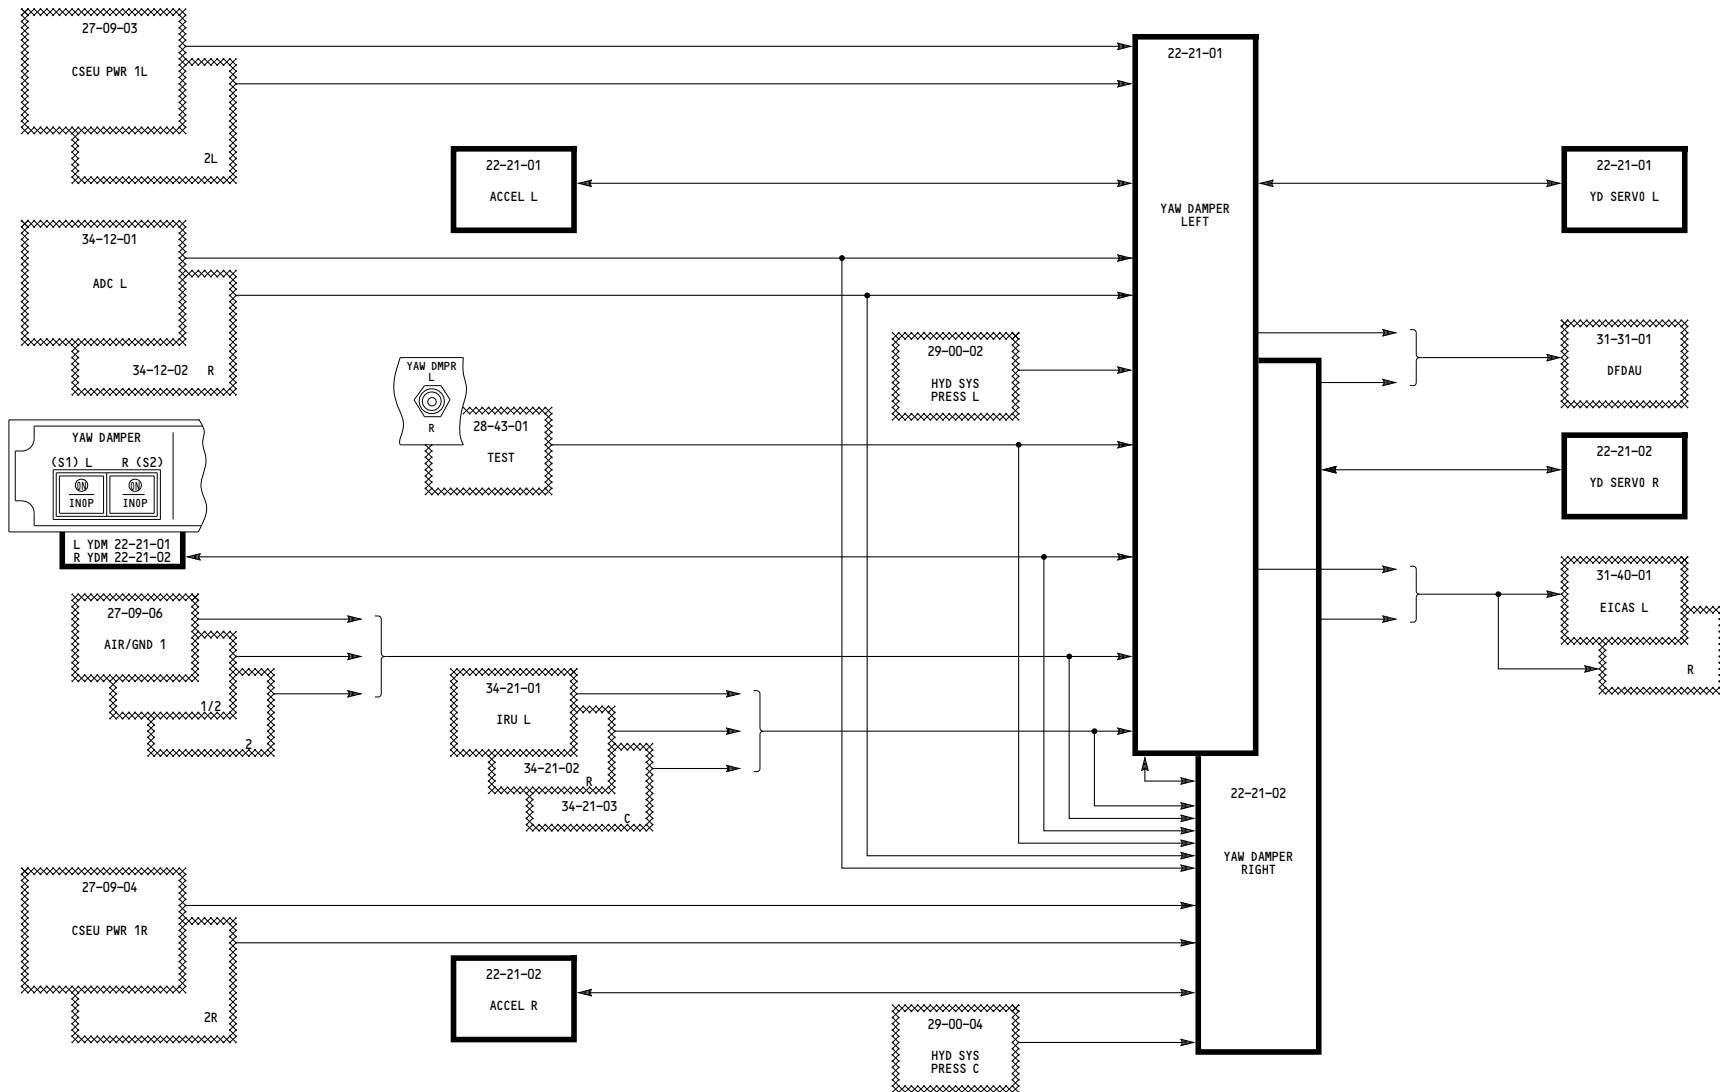 27-09-03
CSEU PWR 1L
2L
34-12-01
ADC L
34-12-02 R
YAW DAMPER
(S1) L R (S2)
ON ON
INOP INOP
L YDM 22-21-01
R YDM 22-21-02
27-09-06
AIR/GND 1
1/2
2
27-09-04
CSEU PWR 1R
2R
22-21-01
ACCEL L
YAW DMPR
L
R
28-43-01
TEST
34-21-01
IRU L
34-21-02
R
34-21-03
C
22-21-02
ACCEL R
29-00-02
HYD SYS
PRESS L
29-00-04
HYD SYS
PRESS C
22-21-01
YAW DAMPER
LEFT
22-21-02
YAW DAMPER
RIGHT
22-21-01
YD SERVO L
31-31-01
DFDAU
22-21-02
YD SERVO R
31-40-01
EICAS L
R